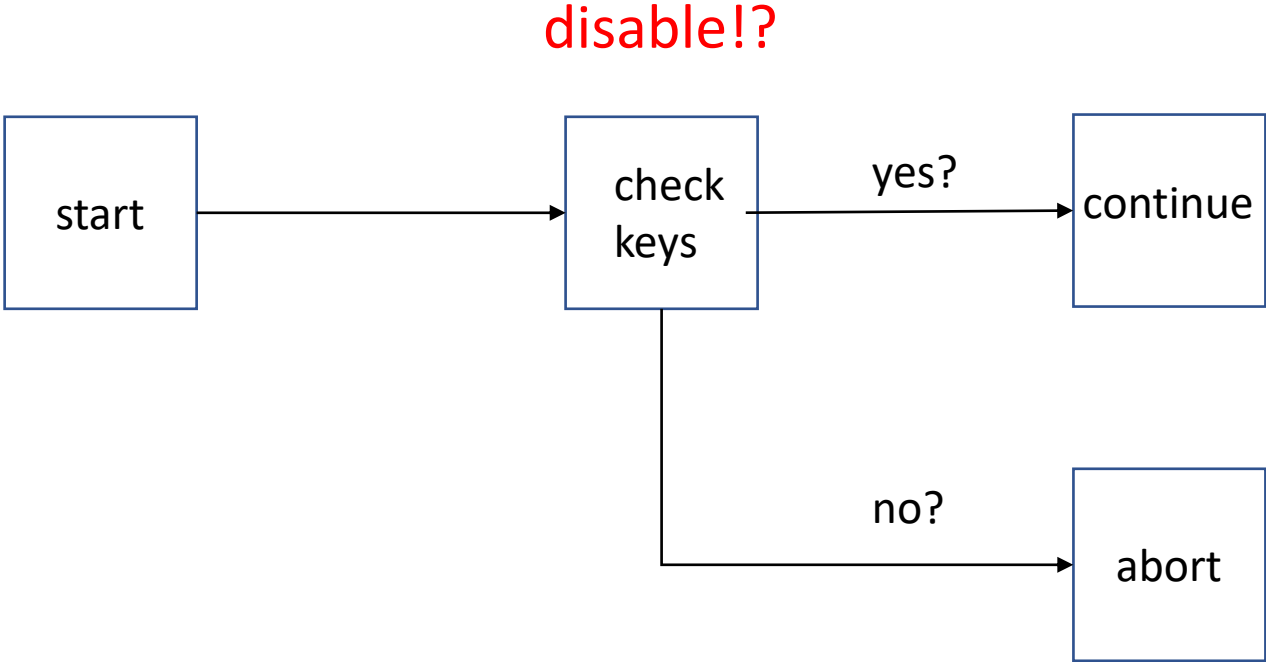 disable!?
start
check
keys
yes?
continue
no?
abort